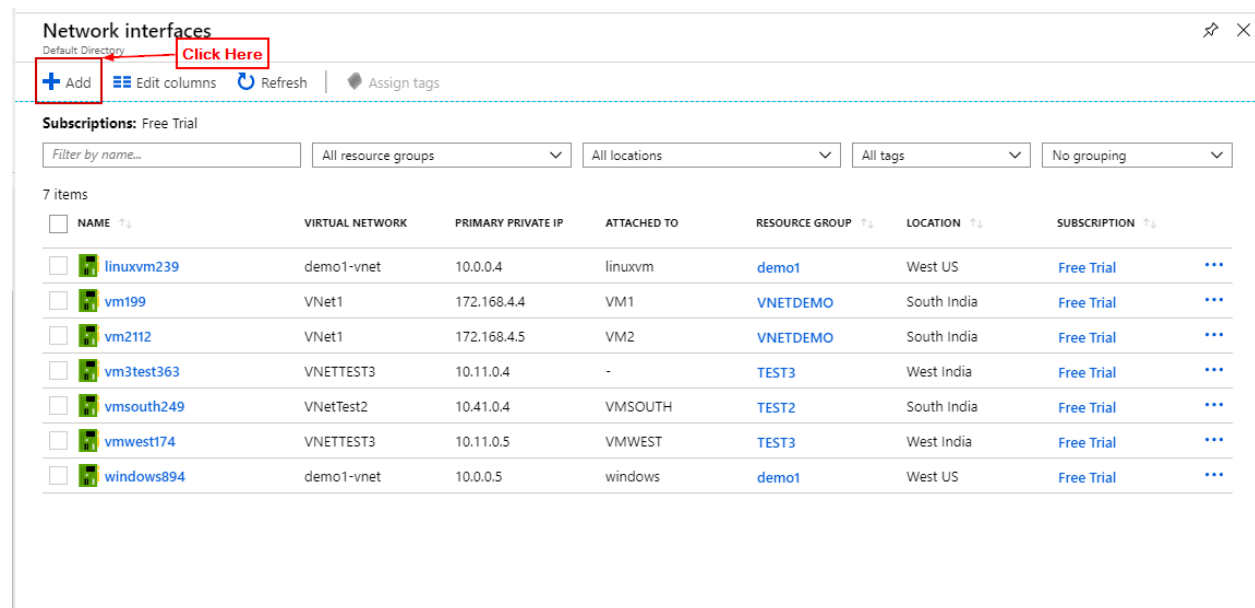 Network interfaces
Default Directory
Click Here
Add Edit columns Refresh Assign tags
Subscriptions: Free Trial
Filter by name... All resource groups All locations All tags No grouping
7 items
NAME VIRTUAL NETWORK PRIMARY PRIVATE IP ATTACHED TO RESOURCE GROUP LOCATION SUBSCRIPTION
linuxvm239 demo1-vnet 10.0.0.4 linuxvm demo1 West US Free Trial
vm199 VNet1 172.168.4.4 VM1 VNETDEMO South India Free Trial
vm2112 VNet1 172.168.4.5 VM2 VNETDEMO South India Free Trial
vm3test363 VNETTEST3 10.11.0.4 - TEST3 West India Free Trial
vmsouth249 VNetTest2 10.41.0.4 VMSOUTH TEST2 South India Free Trial
vmwest174 VNETTEST3 10.11.0.5 VMWEST TEST3 West India Free Trial
windows894 demo1-vnet 10.0.0.5 windows demo1 West US Free Trial